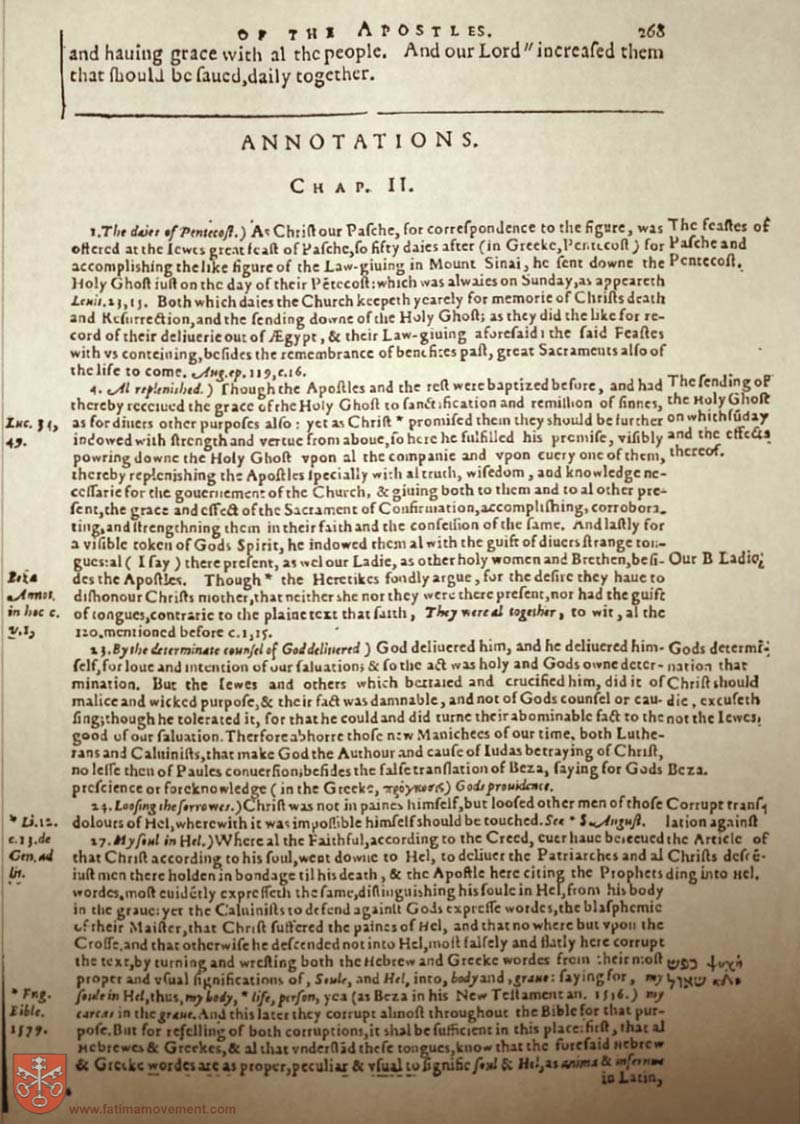 OF THE APOSTLES. 268
and hauing grace with al the people. And our Lord " increaſed them
that ſhould be ſaued, daily together.
ANNOTATIONS.
CHAP. II.
1. The daies of Pentecoſt.) As Chriſt our Paſche, for correſpondence to the figure, was
offered at the Iewes great feaſt of Paſche, ſo fifty daies after (in Greeke, Pentecoſt) for
accompliſhing the like figure of the Law-giuing in Mount Sinai, he ſent downe the
Holy Ghoſt iuſt on the day of their Pētecoſt: which was alwaies on Sunday, as appeareth
Leuit. 23, 15. Both which daies the Church keepeth yearely for memorie of Chriſts death
and Reſurrection, and the ſending downe of the Holy Ghoſt; as they did the like for re-
cord of their deliuerie out of Ægypt, & their Law-giuing aforeſaid: the ſaid Feaſtes
with vs conteining, beſides the remembrance of benefites paſt, great Sacraments alſo of
the life to come. Aug. ep. 119, c. 16.
The feaſtes of
Paſche and
Pentecoſt.
4. Al repleniſhed.) Though the Apoſtles and the reſt were baptized before, and had
thereby receiued the grace of the Holy Ghoſt to ſanctification and remiſſion of ſinnes,
as for diuers other purpoſes alſo: yet as Chriſt * promiſed them they ſhould be further
indowed with ſtrength and vertue from aboue, ſo here he fulfilled his promiſe, viſibly
powring downe the Holy Ghoſt vpon al the companie and vpon euery one of them,
thereby repleniſhing the Apoſtles ſpecially with al truth, wiſedom, and knowledge ne-
ceſſarie for the gouernement of the Church, & giuing both to them and to al other pre-
ſent, the grace and effect of the Sacrament of Confirmation, accompliſhing, corrobora-
ting, and ſtrengthning them in their faith and the confeſſion of the ſame. And laſtly for
a viſible token of Gods Spirit, he indowed them al with the guift of diuers ſtrange ton-
gues: al (I ſay) there preſent, as wel our Ladie, as other holy women and Brethen, beſi-
des the Apoſtles. Though * the Heretikes fondly argue, for the deſire they haue to
diſhonour Chriſts mother, that neither ſhe nor they were there preſent, nor had the guift
of tongues, contrarie to the plaine text that ſaith, They were al together, to wit, al the
120. mentioned before c. 1, 15.
Luc.
49.
The ſending of
the Holy Ghoſt
on which ſūday
and the effects
thereof.
Our B Ladie,
Beza
Annot.
in hoc c.
v. 1,
23. By the determinate counſel of God deliuered) God deliuered him, and he deliuered him-
ſelf, for loue and intention of our ſaluation; & ſo the act was holy and Gods owne deter-
mination. But the Iewes and others which betraied and crucified him, did it of
malice and wicked purpoſe, & their fact was damnable, and not of Gods counſel or cau-
ſing; though he tolerated it, for that he could and did turne their abominable fact to the
good of our ſaluation. Therfore abhorre thoſe new Manichees of our time, both Luthe-
rans and Caluiniſts, that make God the Authour and cauſe of Iudas betraying of Chriſt,
no leſſe then of Paules conuerſion; beſides the falſe tranſlation of Beza, ſaying for Gods
preſcience or foreknowledge (in the Greeke, πρόγνωσις) Gods prouidence.
Gods determi-
nation that
Chriſt ſhould
die, excuſeth
not the Iewes.
Beza.
24. Looſing the ſorrowes.) Chriſt was not in paines himſelf, but looſed other men of thoſe
dolours of Hel, wherewith it was impoſſible himſelf ſhould be touched. See * S. Auguſt.
* Li. 12.
c. 13. de
Gen. ad
lit.
27. My ſoul in Hel.) Where al the Faithful, according to the Creed, euer haue beleeued
that Chriſt according to his ſoul, went downe to Hel, to deliuer the Patriarches and al
iuſt men there holden in bondage til his death, & the Apoſtle here citing the Prophets
wordes, moſt euidētly expreſſeth the ſame, diſtinguiſhing his ſoule in Hel, from his body
in the graue: yet the Caluiniſts to defend againſt Gods expreſſe wordes, the blaſphemie
of their Maiſter, that Chriſt ſuffered the paines of Hel, and that no where but vpon the
Croſſe, and that otherwiſe he deſcended not into Hel, moſt falſely and flatly here corrupt
the text, by turning and wreſting both the Hebrew and Greeke wordes from their moſt
proper and vſual ſignifications of, Soule, and Hel, into, body and, graue: ſaying for, my
ſoule in Hel, thus, my body, * life, perſon, yea (as Beza in his New Teſtament an. 1556.) my
carcas in the graue. And this later they corrupt almoſt throughout the Bible for that pur-
poſe. But for refelling of both corruptions, it ſhal be ſufficient in this place: firſt, that al
Hebrewes & Greekes, & al that vnderſtād theſe tongues, know that the foreſaid Hebrew
& Greeke wordes are as proper, peculiar & vſual to ſignifie ſoul & Hel, as anima & infernus
in Latin,
Corrupt tranſ-
lation againſt
the Article of
Chriſts deſcē-
ding into Hel.
נפש
שאול
* Eng.
Bible.
1579.
www.fatimamovement.com